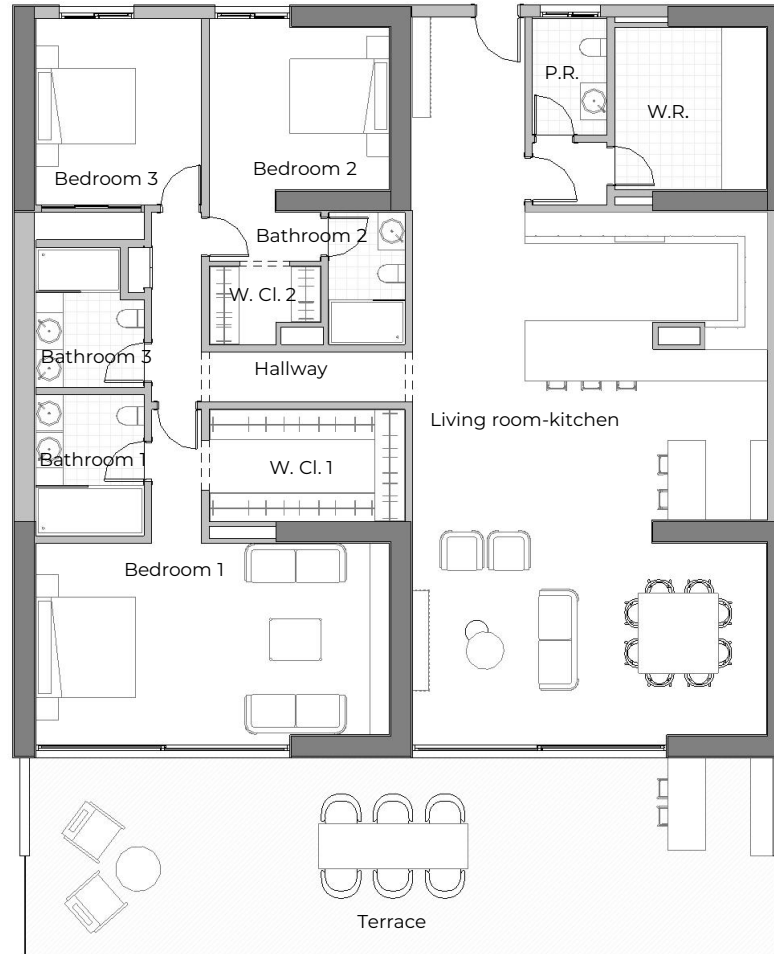 P.R.
W.R.
Bedroom 3
Bedroom 2
Bathroom 2
W. Cl. 2
Bathroom 3
Hallway
Living room-kitchen
Bathroom 1
W. Cl. 1
Bedroom 1
Terrace